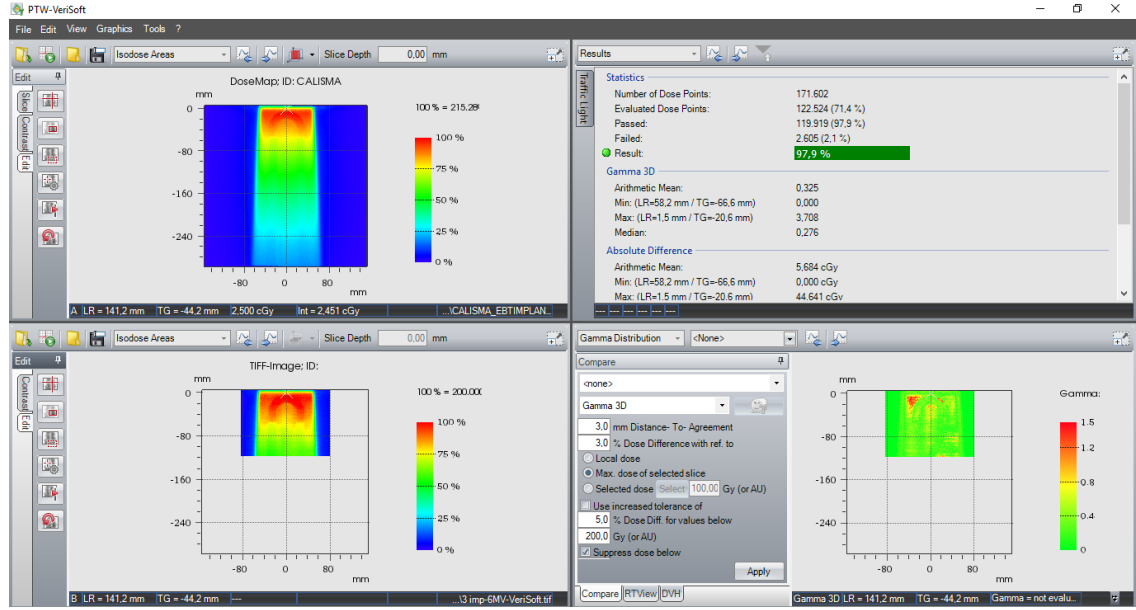 PTW-VeriSoft
File Edit View Graphics Tools ?
Isodose Areas Slice Depth 0,00 mm
Edit
Slice Contrast Edit
DoseMap; ID: CALISMA
mm
100 % = 215.28
0
-80
-160
-240
-80 0 80
mm
100 %
75 %
50 %
25 %
0 %
A LR = 141,2 mm TG = -44,2 mm 2,500 cGy Int = 2,451 cGy ...\CALISMA_EBTIMPLAN...
Results
Traffic Light
Statistics
Number of Dose Points: 171.602
Evaluated Dose Points: 122.524 (71,4 %)
Passed: 119.919 (97,9 %)
Failed: 2.605 (2,1 %)
Result: 97,9 %
Gamma 3D
Arithmetic Mean: 0,325
Min: (LR=58,2 mm / TG=-66,6 mm) 0,000
Max: (LR=1,5 mm / TG=-20,6 mm) 3,708
Median: 0,276
Absolute Difference
Arithmetic Mean: 5,684 cGy
Min: (LR=58,2 mm / TG=-66,6 mm) 0,000 cGy
Max: (LR=1,5 mm / TG=-20,6 mm) 44,641 cGy
--- --- --- --- --- ---
Isodose Areas Slice Depth 0,00 mm
Edit
Contrast Edit
TIFF-Image; ID:
mm
100 % = 200.00
0
-80
-160
-240
-80 0 80
mm
100 %
75 %
50 %
25 %
0 %
B LR = 141,2 mm TG = -44,2 mm --- ...\3 imp-6MV-VeriSoft.tif
Gamma Distribution <None>
Compare
<none>
Gamma 3D
3,0 mm Distance- To- Agreement
3,0 % Dose Difference with ref. to
Local dose
Max. dose of selected slice
Selected dose Select 100,00 Gy (or AU)
Use increased tolerance of
5,0 % Dose Diff. for values below
200,0 Gy (or AU)
Suppress dose below
Apply
Compare RTView DVH
mm
0
-80
-160
-240
-80 0 80
mm
Gamma:
1.5
1.2
0.8
0.4
0
Gamma 3D LR = 141,2 mm TG = -44,2 mm Gamma = not evalu...